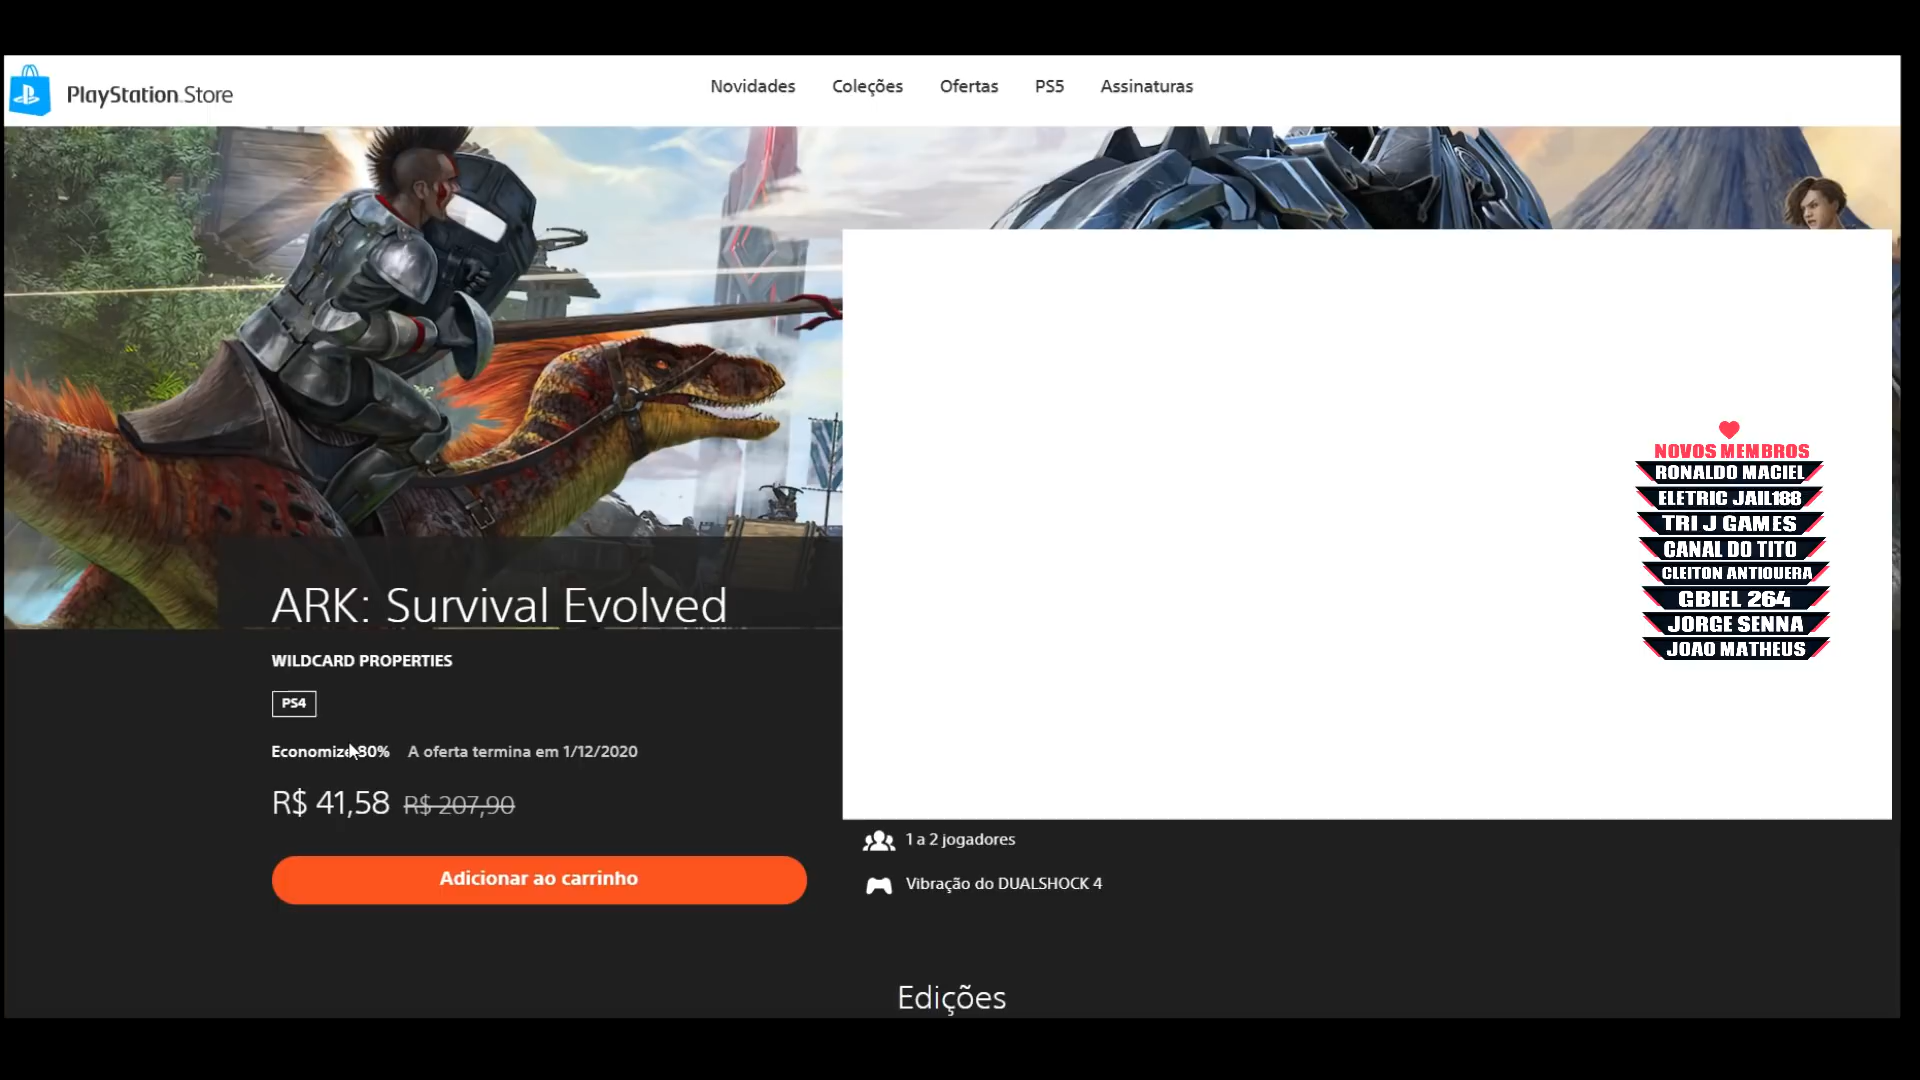 PlayStation Store
Novidades
Coleções
Ofertas
PS5
Assinaturas
ARK: Survival Evolved
WILDCARD PROPERTIES
PS4
Economize 80% A oferta termina em 1/12/2020
R$ 41,58 R$ 207,90
Adicionar ao carrinho
1 a 2 jogadores
Vibração do DUALSHOCK 4
Edições
NOVOS MEMBROS
RONALDO MACIEL
ELETRIC JAIL188
TRI J GAMES
CANAL DO TITO
CLEITON ANTIQUERA
GBIEL 264
JORGE SENNA
JOAO MATHEUS